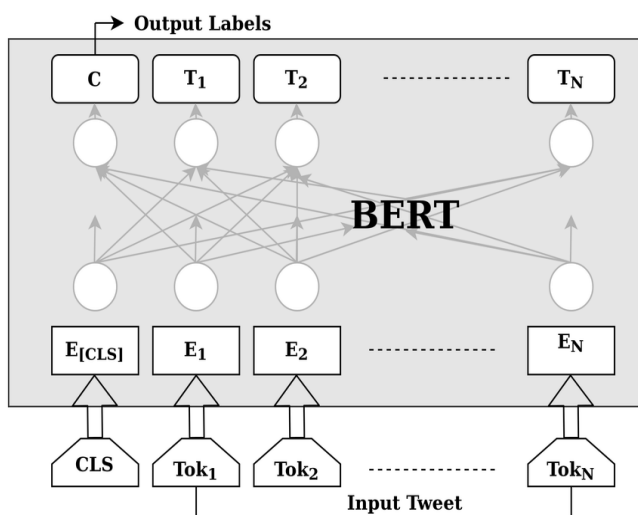 Output Labels
C T1 T2 TN
BERT
E[CLS] E1 E2 EN
CLS Tok1 Tok2 TokN
Input Tweet